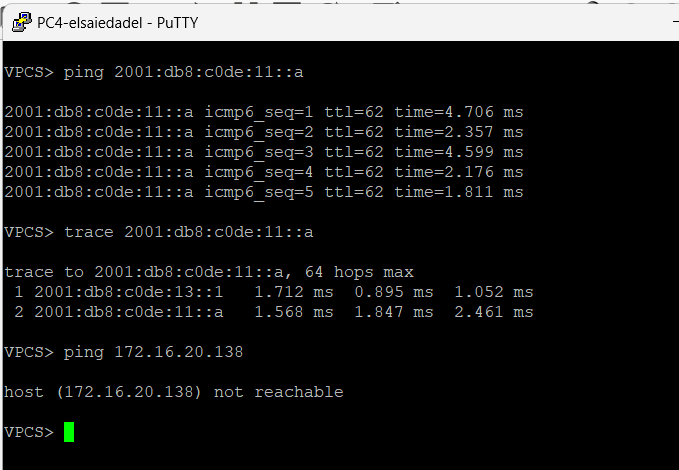 PC4-elsaiedadel - PuTTY
VPCS> ping 2001:db8:c0de:11::a
2001:db8:c0de:11::a icmp6_seq=1 ttl=62 time=4.706 ms
2001:db8:c0de:11::a icmp6_seq=2 ttl=62 time=2.357 ms
2001:db8:c0de:11::a icmp6_seq=3 ttl=62 time=4.599 ms
2001:db8:c0de:11::a icmp6_seq=4 ttl=62 time=2.176 ms
2001:db8:c0de:11::a icmp6_seq=5 ttl=62 time=1.811 ms
VPCS> trace 2001:db8:c0de:11::a
trace to 2001:db8:c0de:11::a, 64 hops max
 1 2001:db8:c0de:13::1   1.712 ms  0.895 ms  1.052 ms
 2 2001:db8:c0de:11::a   1.568 ms  1.847 ms  2.461 ms
VPCS> ping 172.16.20.138
host (172.16.20.138) not reachable
VPCS>